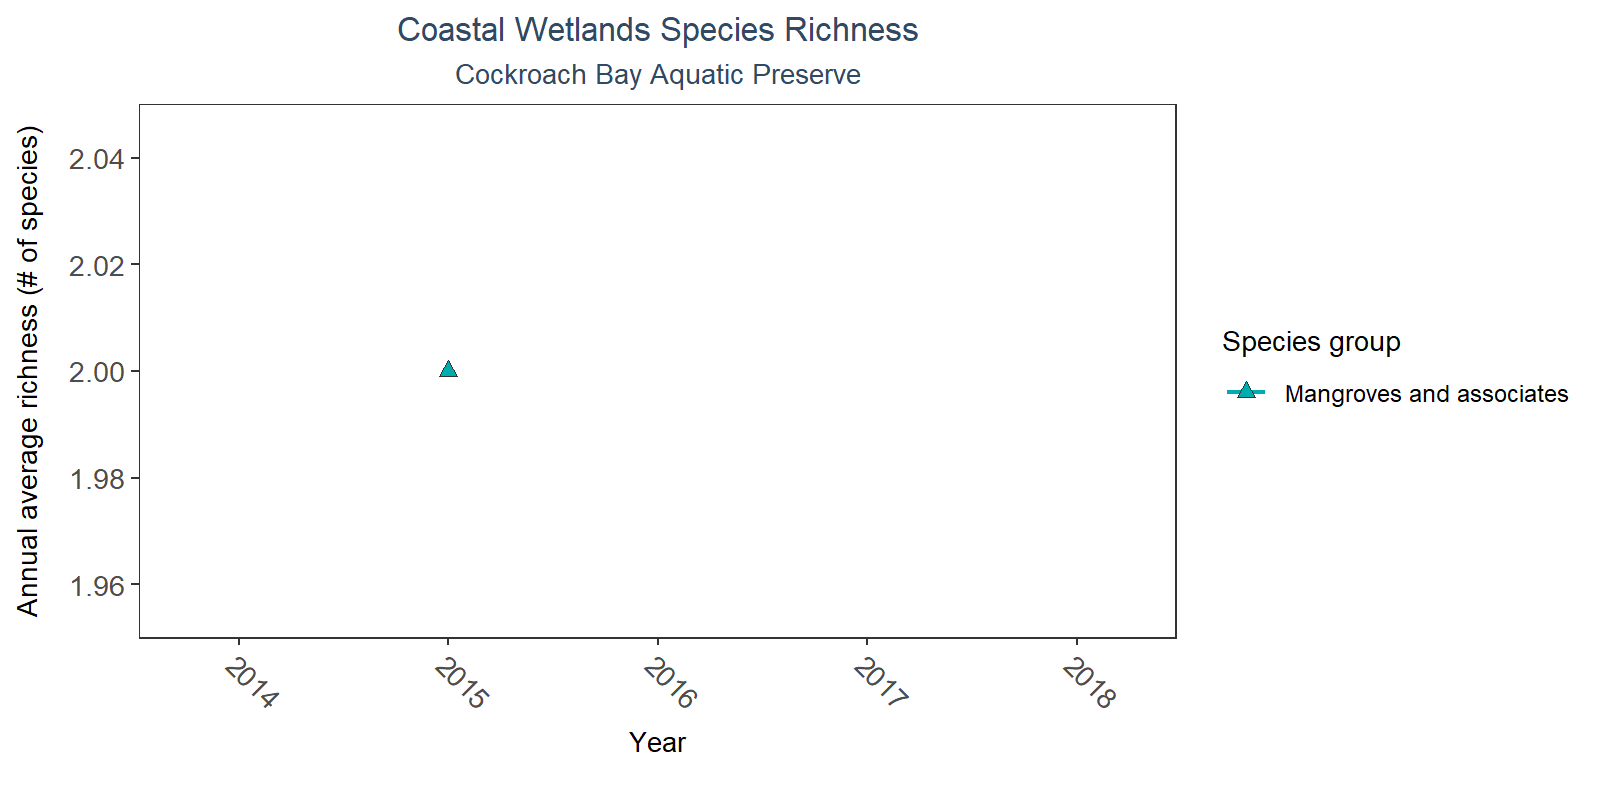 Coastal Wetlands Species Richness
Cockroach Bay Aquatic Preserve
Annual average richness (# of species)
2.04
2.02
2.00
1.98
1.96
2014
2015
2016
2017
2018
Year
Species group
Mangroves and associates